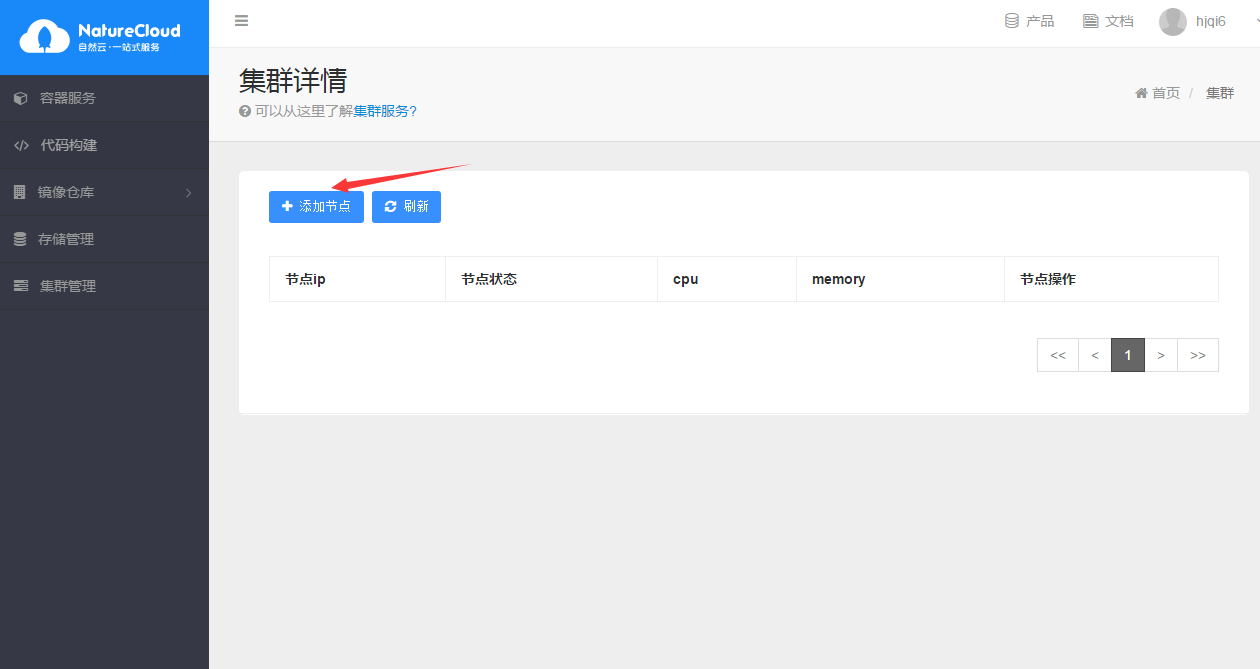 NatureCloud
自然云·一站式服务
容器服务
代码构建
镜像仓库
存储管理
集群管理
产品 文档 hjqi6
集群详情
可以从这里了解集群服务?
首页 / 集群
添加节点 刷新
节点ip 节点状态 cpu memory 节点操作
<< < 1 > >>